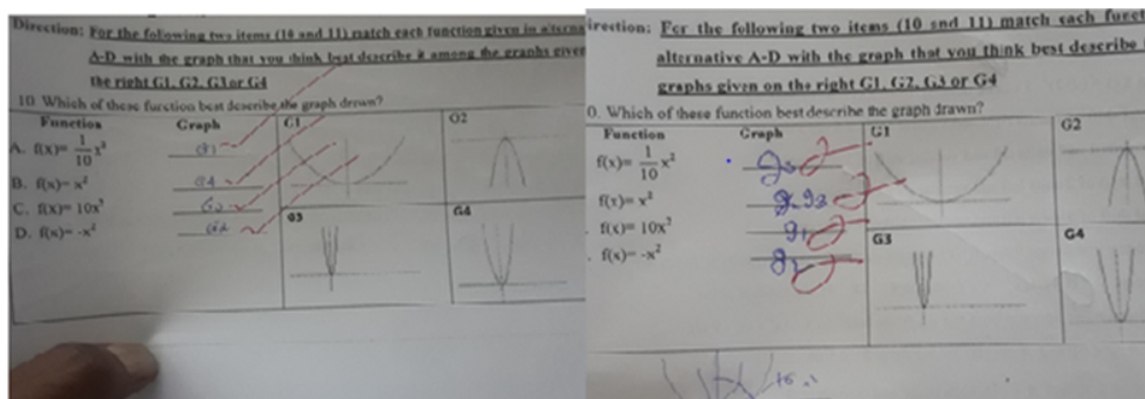 Direction: For the following two items (10 and 11) match each function given in alterna
A-D with the graph that you think best describe it among the graphs given
the right G1, G2, G3 or G4
10. Which of these function best describe the graph drawn?
Function Graph G1 G2
A. f(x)= 1/10 x²
B. f(x)= x² G4
C. f(x)= 10x²
D. f(x)= -x² G2
G3 G4
irection: For the following two items (10 and 11) match each funct
alternative A-D with the graph that you think best describe
graphs given on the right G1, G2, G3 or G4
0. Which of these function best describe the graph drawn?
Function Graph G1 G2
f(x)= 1/10 x²
f(x)= x²
f(x)= 10x² g1
f(x)= -x²
G3 G4